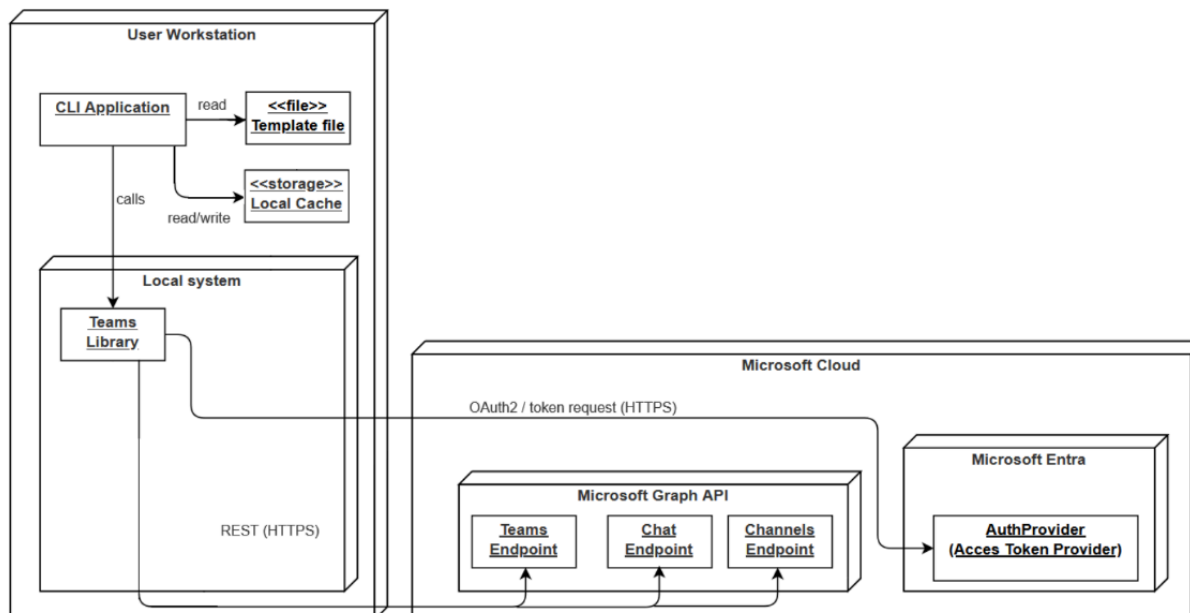 User Workstation
CLI Application
read
<<file>>
Template file
<<storage>>
Local Cache
calls
read/write
Local system
Teams
Library
Microsoft Cloud
OAuth2 / token request (HTTPS)
Microsoft Entra
Microsoft Graph API
REST (HTTPS)
Teams
Endpoint
Chat
Endpoint
Channels
Endpoint
AuthProvider
(Acces Token Provider)